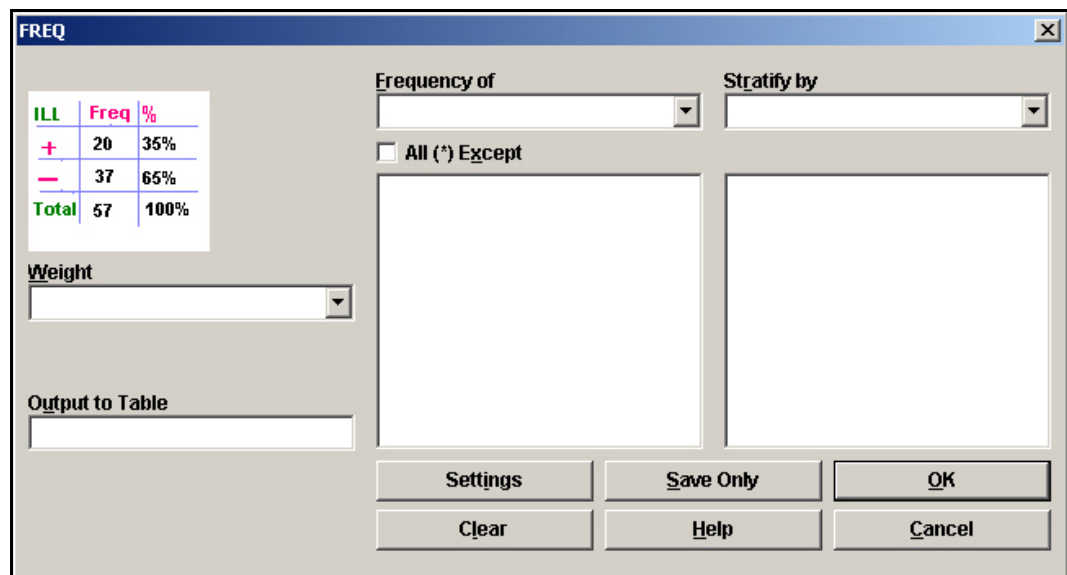 FREQ
Frequency of
Stratify by
ILL Freq %
+ 20 35%
— 37 65%
Total 57 100%
All (*) Except
Weight
Output to Table
Settings
Save Only
OK
Clear
Help
Cancel